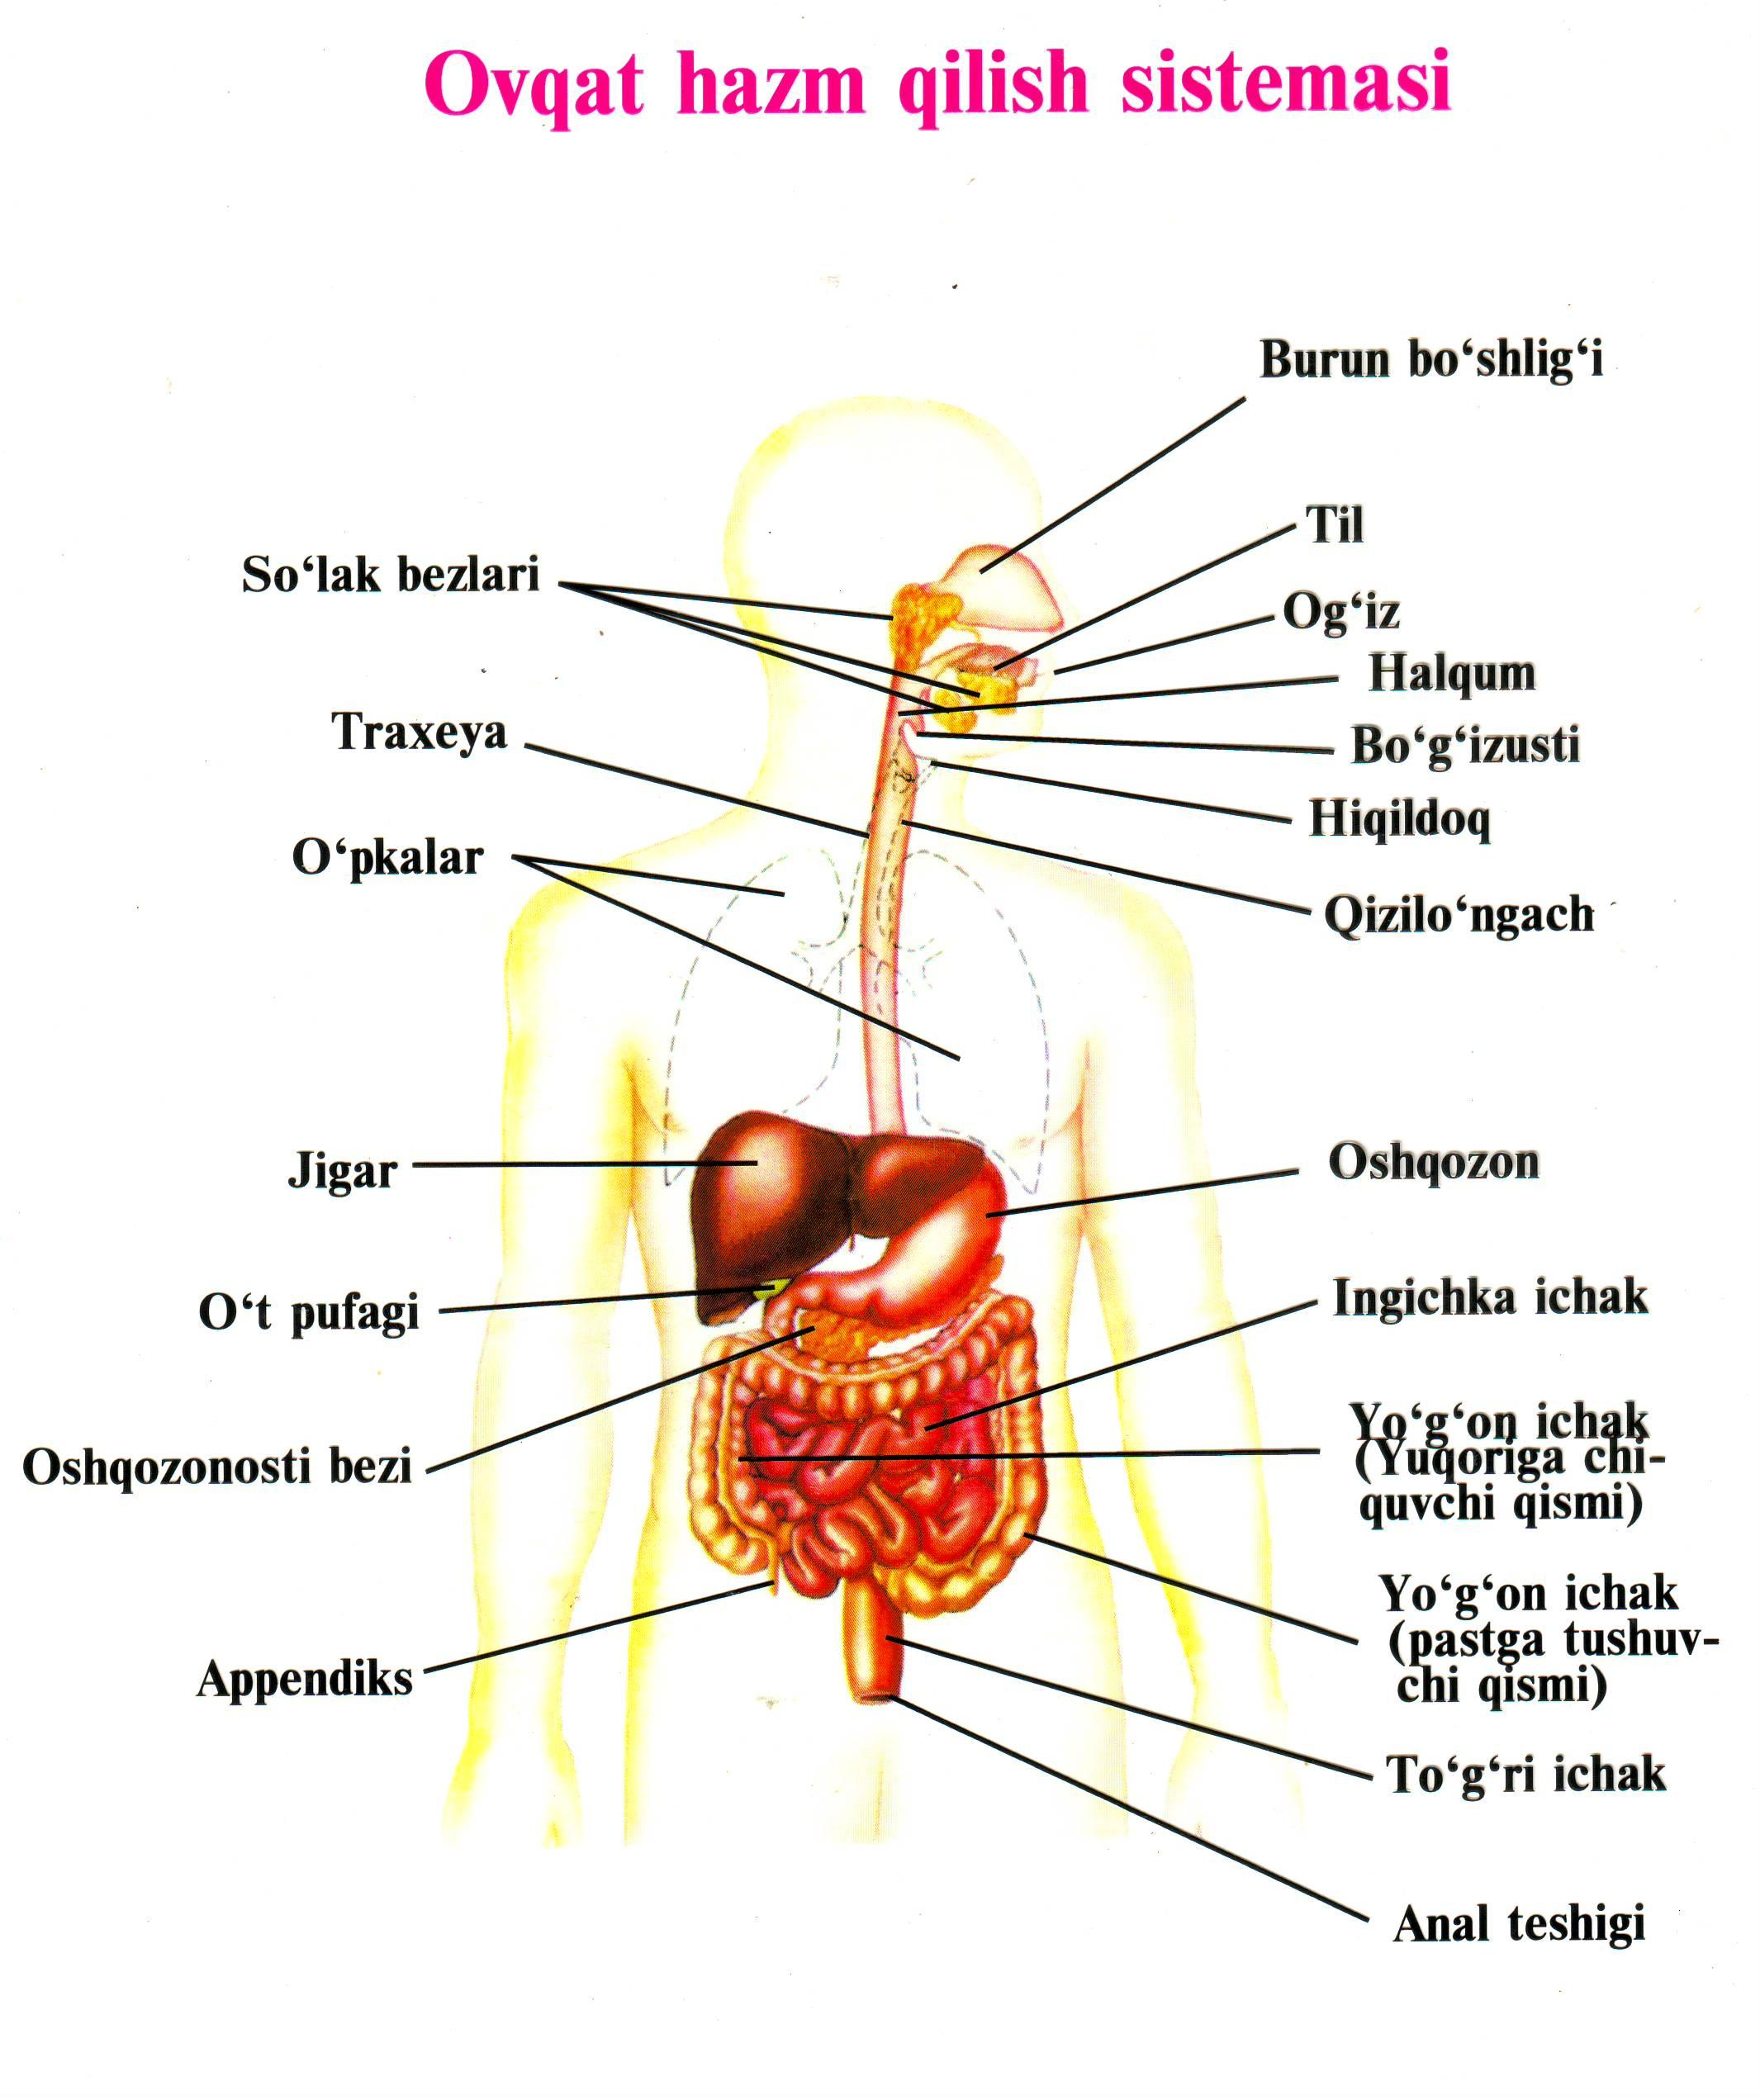 Ovqat hazm qilish sistemasi
Burun bo‘shlig‘i
Til
So‘lak bezlari
Og‘iz
Halqum
Traxeya
Bo‘g‘izusti
Hiqildoq
O‘pkalar
Qizilo‘ngach
Jigar
Oshqozon
O‘t pufagi
Ingichka ichak
Yo‘g‘on ichak
(Yuqoriga chi-
quvchi qismi)
Oshqozonosti bezi
Yo‘g‘on ichak
(pastga tushuv-
chi qismi)
Appendiks
To‘g‘ri ichak
Anal teshigi